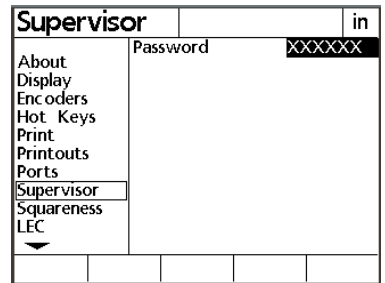 Supervisor in
Password XXXXXX
About
Display
Encoders
Hot Keys
Print
Printouts
Ports
Supervisor
Squareness
LEC